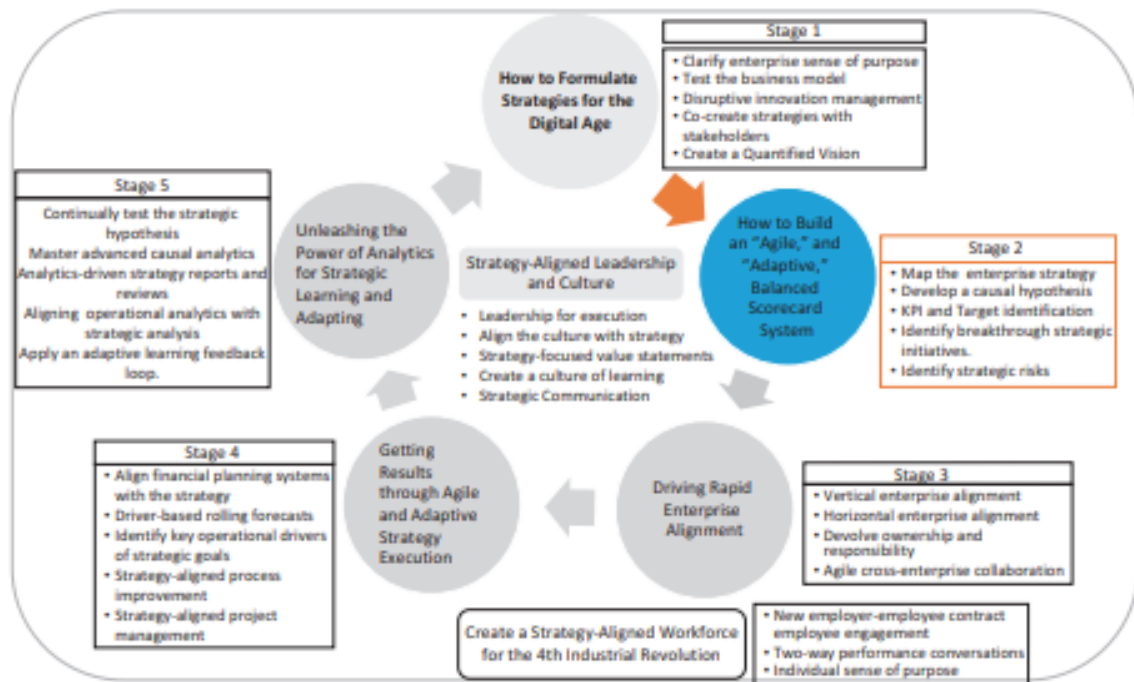 Stage 1
• Clarify enterprise sense of purpose
• Test the business model
• Disruptive innovation management
• Co-create strategies with
stakeholders
• Create a Quantified Vision
How to Formulate
Strategies for the
Digital Age
Stage 5
Continually test the strategic
hypothesis
Master advanced causal analytics
Analytics-driven strategy reports and
reviews
Aligning operational analytics with
strategic analysis
Apply an adaptive learning feedback
loop.
Unleashing the
Power of Analytics
for Strategic
Learning and
Adapting
Strategy-Aligned Leadership
and Culture
• Leadership for execution
• Align the culture with strategy
• Strategy-focused value statements
• Create a culture of learning
• Strategic Communication
How to Build
an “Agile,” and
“Adaptive,”
Balanced
Scorecard
System
Stage 2
• Map the enterprise strategy
• Develop a causal hypothesis
• KPI and Target identification
• Identify breakthrough strategic
initiatives.
• Identify strategic risks
Stage 4
• Align financial planning systems
with the strategy
• Driver-based rolling forecasts
• Identify key operational drivers
of strategic goals
• Strategy-aligned process
improvement
• Strategy-aligned project
management
Getting
Results
through Agile
and Adaptive
Strategy
Execution
Driving Rapid
Enterprise
Alignment
Stage 3
• Vertical enterprise alignment
• Horizontal enterprise alignment
• Devolve ownership and
responsibility
• Agile cross-enterprise collaboration
Create a Strategy-Aligned Workforce
for the 4th Industrial Revolution
• New employer-employee contract
employee engagement
• Two-way performance conversations
• Individual sense of purpose